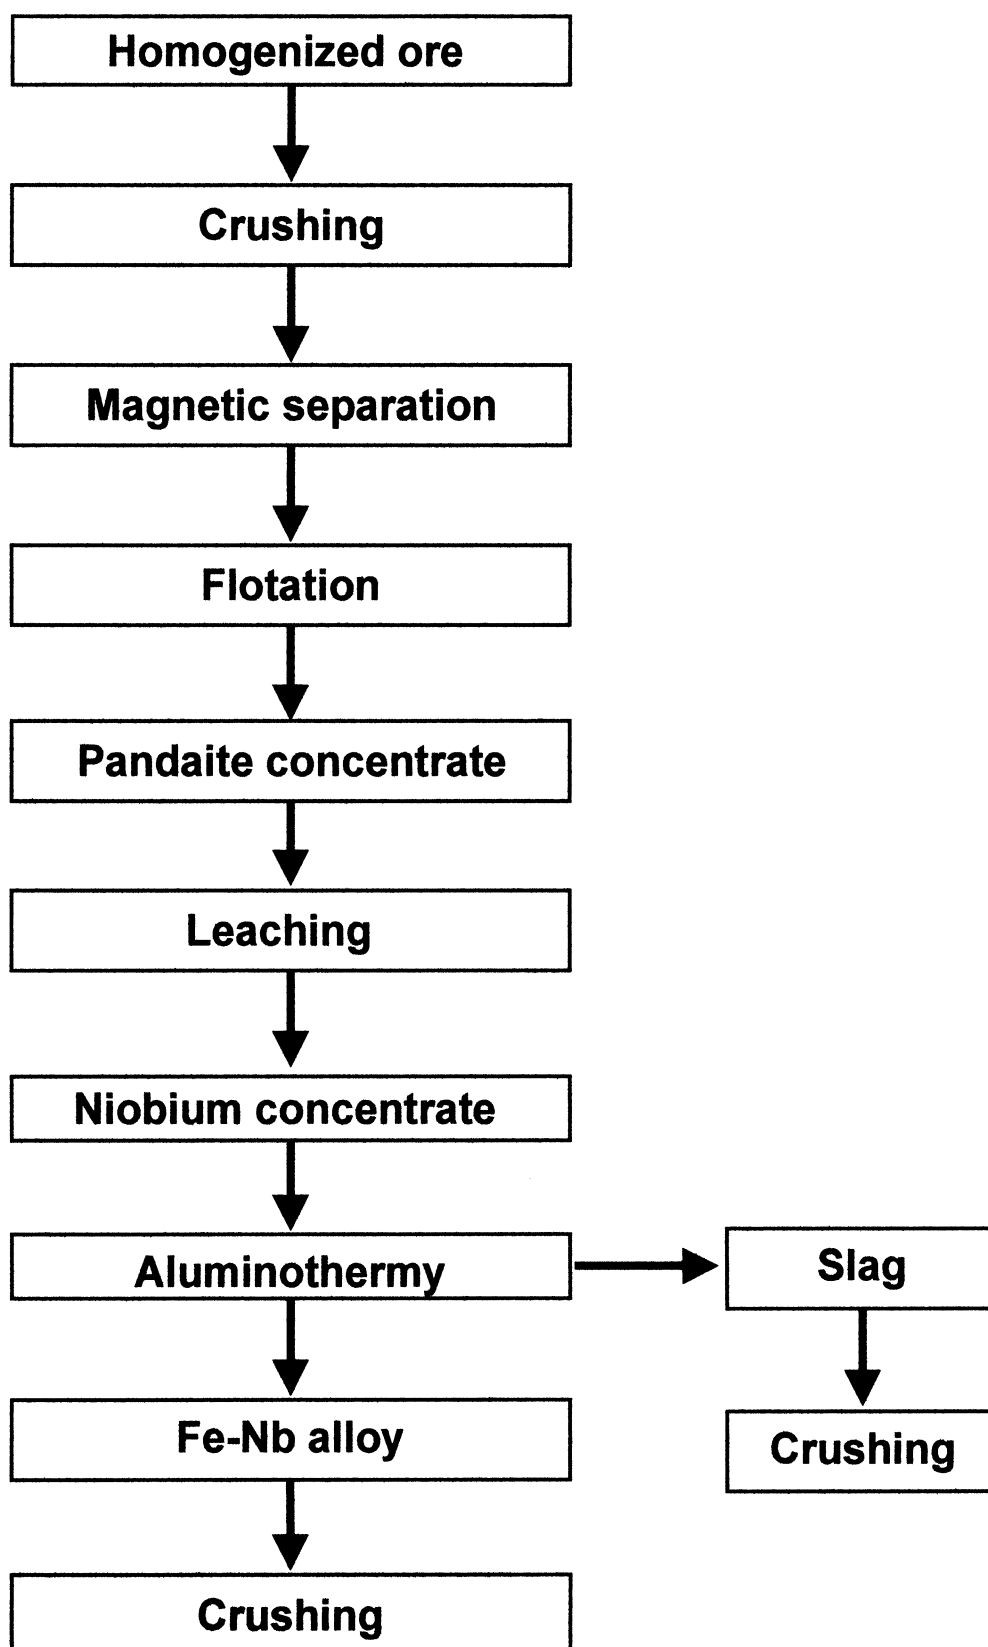 Homogenized ore
Crushing
Magnetic separation
Flotation
Pandaite concentrate
Leaching
Niobium concentrate
Aluminothermy
Slag
Fe-Nb alloy
Crushing
Crushing